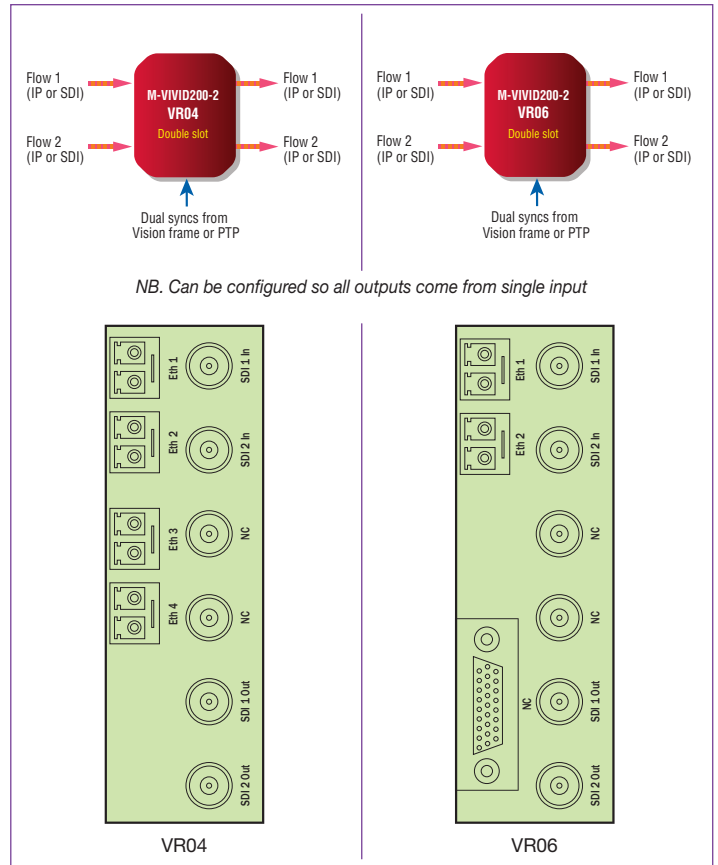 Flow 1
(IP or SDI)
Flow 2
(IP or SDI)
M-VIVID200-2
VR04
Double slot
Flow 1
(IP or SDI)
Flow 2
(IP or SDI)
Dual syncs from
Vision frame or PTP
Flow 1
(IP or SDI)
Flow 2
(IP or SDI)
M-VIVID200-2
VR06
Double slot
Flow 1
(IP or SDI)
Flow 2
(IP or SDI)
Dual syncs from
Vision frame or PTP
NB. Can be configured so all outputs come from single input
Eth 1
SDI 1 In
Eth 2
SDI 2 In
Eth 3
NC
Eth 4
NC
SDI 1 Out
SDI 2 Out
VR04
Eth 1
SDI 1 In
Eth 2
SDI 2 In
NC
NC
NC
SDI 1 Out
SDI 2 Out
VR06